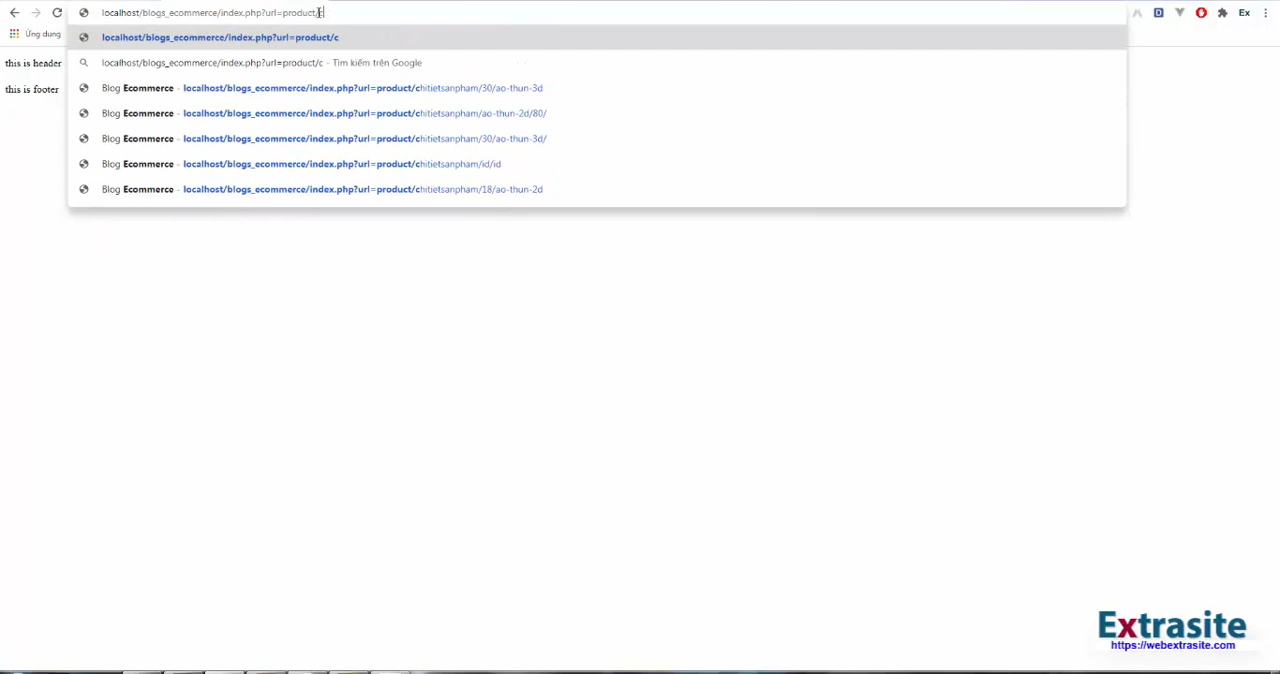 localhost/blogs_ecommerce/index.php?url=product/c
Ex
Ứng dụng
localhost/blogs_ecommerce/index.php?url=product/c
localhost/blogs_ecommerce/index.php?url=product/c - Tìm kiếm trên Google
this is header
Blog Ecommerce - localhost/blogs_ecommerce/index.php?url=product/chitietsanpham/30/ao-thun-3d
this is footer
Blog Ecommerce - localhost/blogs_ecommerce/index.php?url=product/chitietsanpham/ao-thun-2d/80/
Blog Ecommerce - localhost/blogs_ecommerce/index.php?url=product/chitietsanpham/30/ao-thun-3d/
Blog Ecommerce - localhost/blogs_ecommerce/index.php?url=product/chitietsanpham/id/id
Blog Ecommerce - localhost/blogs_ecommerce/index.php?url=product/chitietsanpham/18/ao-thun-2d
Extrasite
https://webextrasite.com